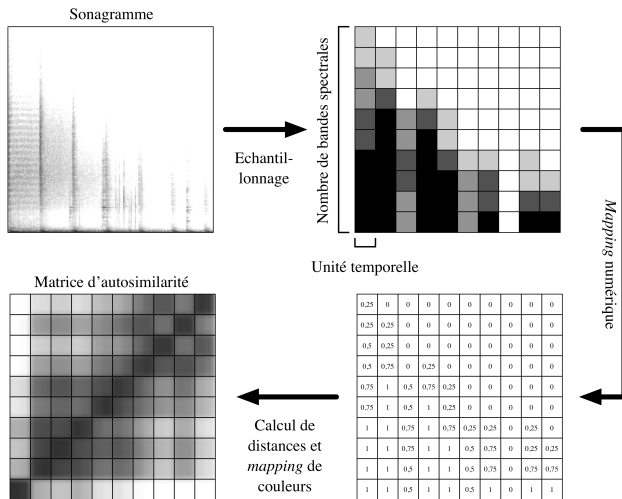 Sonagramme
Echantil-
lonnage
Nombre de bandes spectrales
Unité temporelle
Mapping numérique
Matrice d'autosimilarité
Calcul de
distances et
mapping de
couleurs
0,25 0 0 0 0 0 0 0 0 0
0,25 0,25 0 0 0 0 0 0 0 0
0,5 0,25 0 0 0 0 0 0 0 0
0,5 0,75 0 0,25 0 0 0 0 0 0
0,75 1 0,5 0,75 0,25 0 0 0 0 0
0,75 1 0,5 1 0,25 0 0 0 0 0
1 1 0,75 1 0,75 0,25 0,25 0 0,25 0
1 1 0,75 1 1 0,5 0,75 0 0,25 0,25
1 1 0,5 1 1 0,5 0,75 0 0,75 0,75
1 1 0,5 1 1 0,5 1 0 1 1